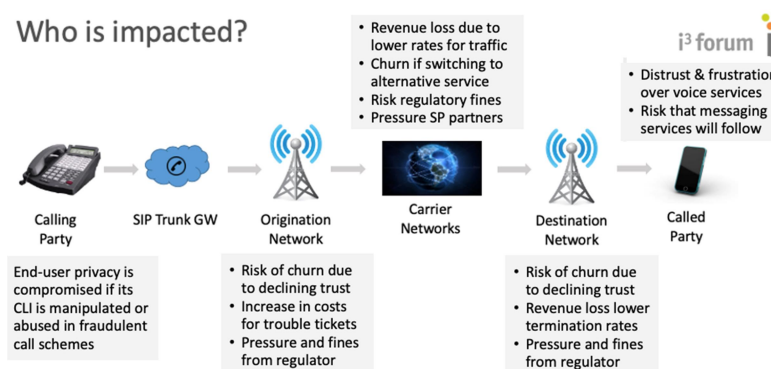 Who is impacted?
i³ forum
• Revenue loss due to
lower rates for traffic
• Churn if switching to
alternative service
• Risk regulatory fines
• Pressure SP partners
• Distrust & frustration
over voice services
• Risk that messaging
services will follow
Calling
Party
SIP Trunk GW
Origination
Network
Carrier
Networks
Destination
Network
Called
Party
End-user privacy is
compromised if its
CLI is manipulated or
abused in fraudulent
call schemes
• Risk of churn due
to declining trust
• Increase in costs
for trouble tickets
• Pressure and fines
from regulator
• Risk of churn due
to declining trust
• Revenue loss lower
termination rates
• Pressure and fines
from regulator